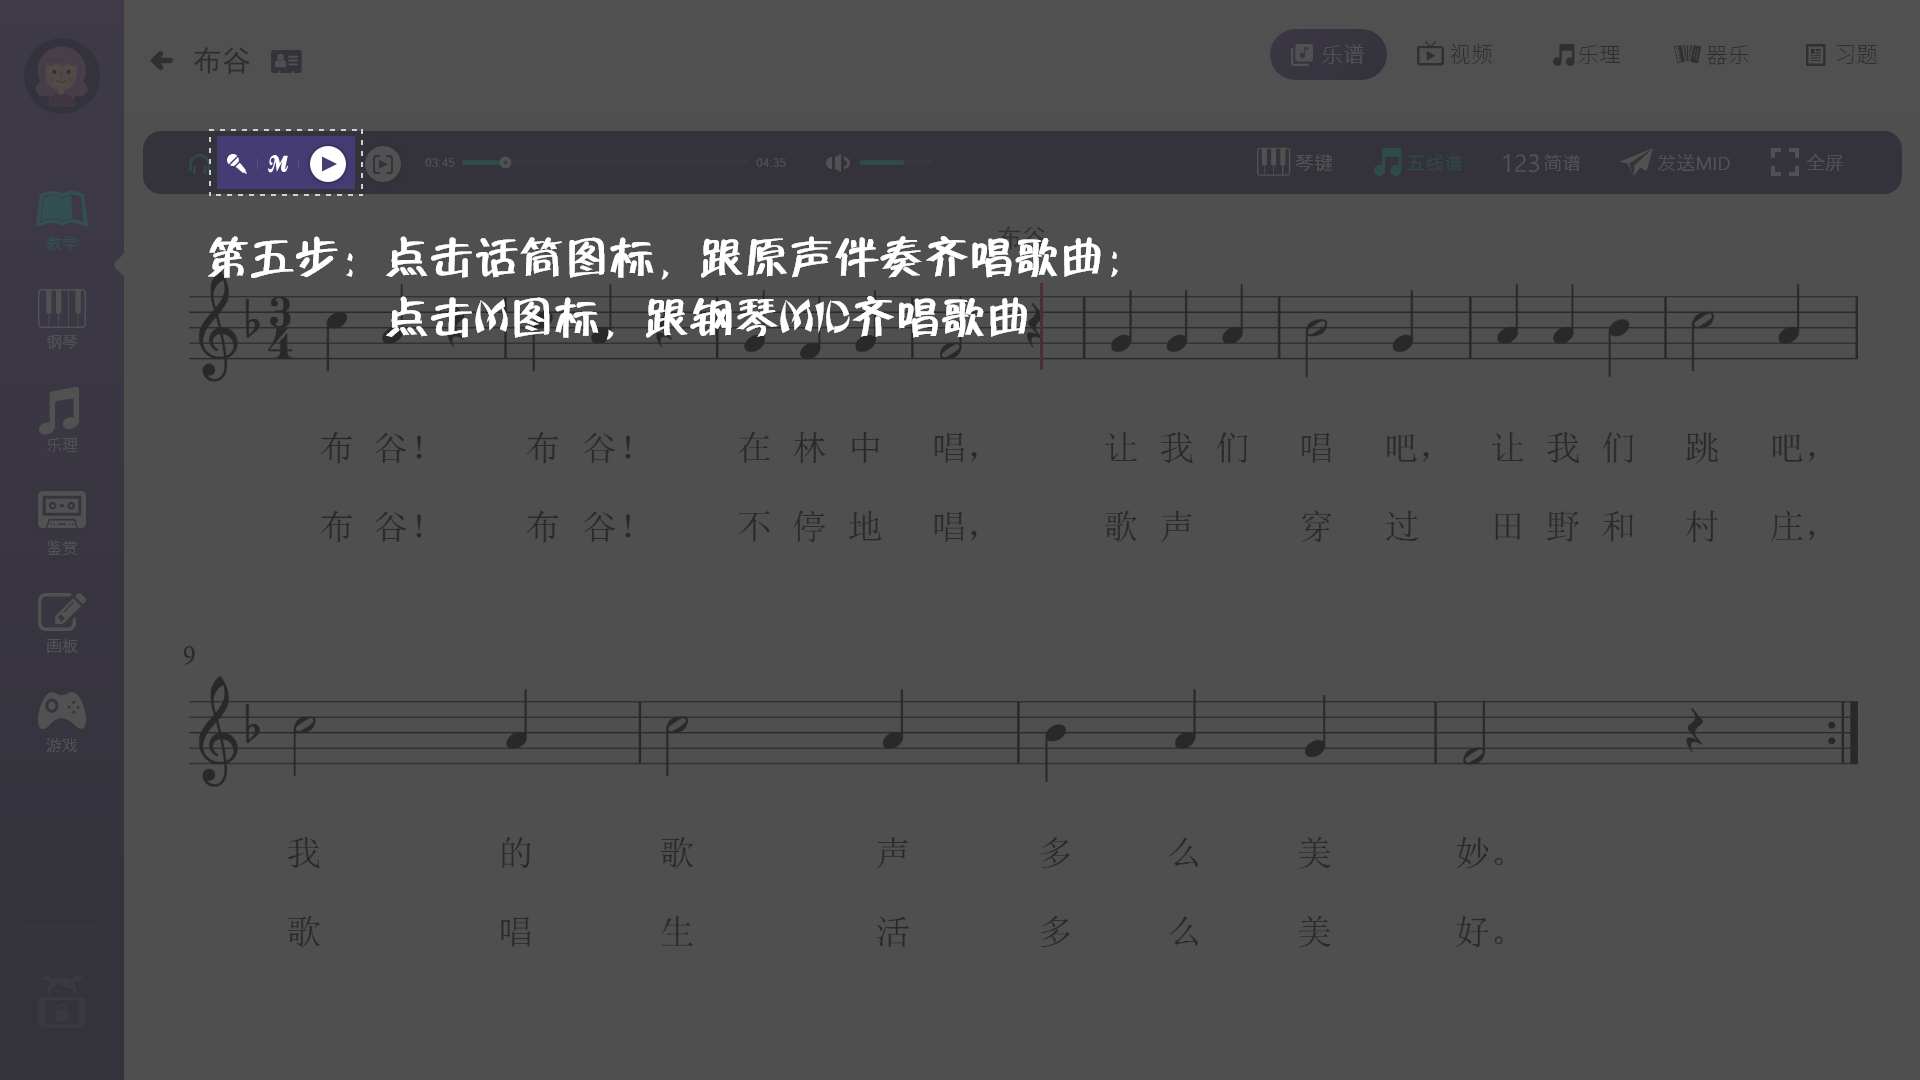 布谷
乐谱
视频
乐理
器乐
习题
M
03:45
04:35
琴键
五线谱
123简谱
发送MID
全屏
教学
钢琴
乐理
鉴赏
画板
游戏
布谷
第五步：点击话筒图标，跟原声伴奏齐唱歌曲；
点击M图标，跟钢琴MID齐唱歌曲
3
4
布 谷！ 布 谷！ 在 林 中 唱， 让 我 们 唱 吧， 让 我 们 跳 吧，
布 谷！ 布 谷！ 不 停 地 唱， 歌 声 穿 过 田 野 和 村 庄，
9
我 的 歌 声 多 么 美 妙。
歌 唱 生 活 多 么 美 好。